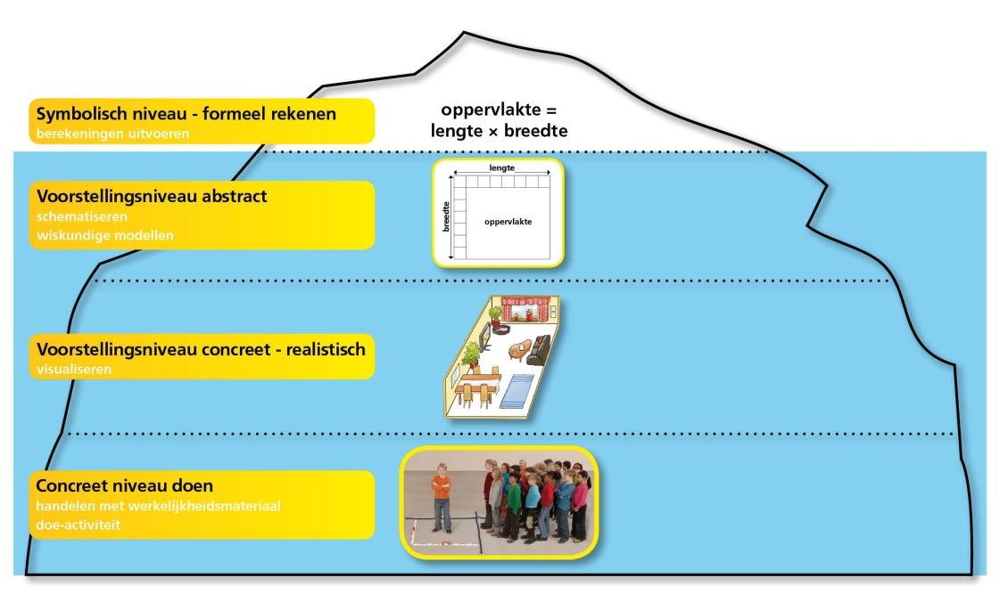 Symbolisch niveau - formeel rekenen
berekeningen uitvoeren
oppervlakte =
lengte × breedte
Voorstellingsniveau abstract
schematiseren
wiskundige modellen
lengte
breedte
oppervlakte
Voorstellingsniveau concreet - realistisch
visualiseren
Concreet niveau doen
handelen met werkelijkheidsmateriaal
doe-activiteit